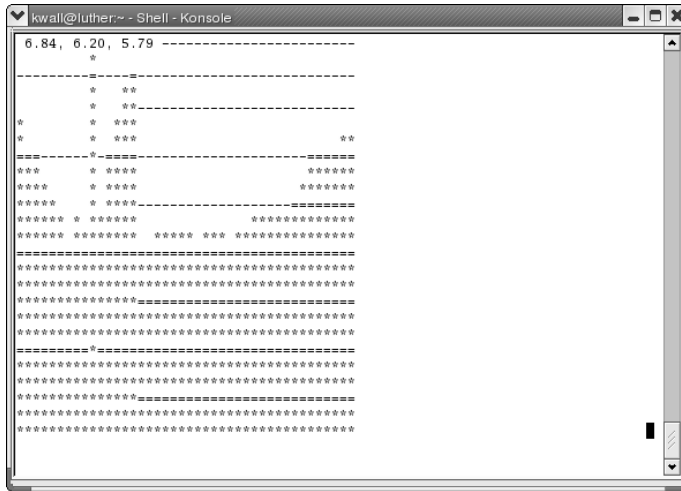 kwall@luther:~ - Shell - Konsole
6.84, 6.20, 5.79 -------------------------
         *
---------=----=---------------------------
         *   **
         *   **---------------------------
*        *  ***
*        *  ***                         **
===------*-====---------------------======
***      * ****                     ******
****     * ****                    *******
*****    * ****-------------------========
****** * ******              *************
****** ********  ***** *** ***************
==========================================
******************************************
******************************************
***************===========================
******************************************
******************************************
=========*================================
******************************************
******************************************
***************===========================
******************************************
******************************************